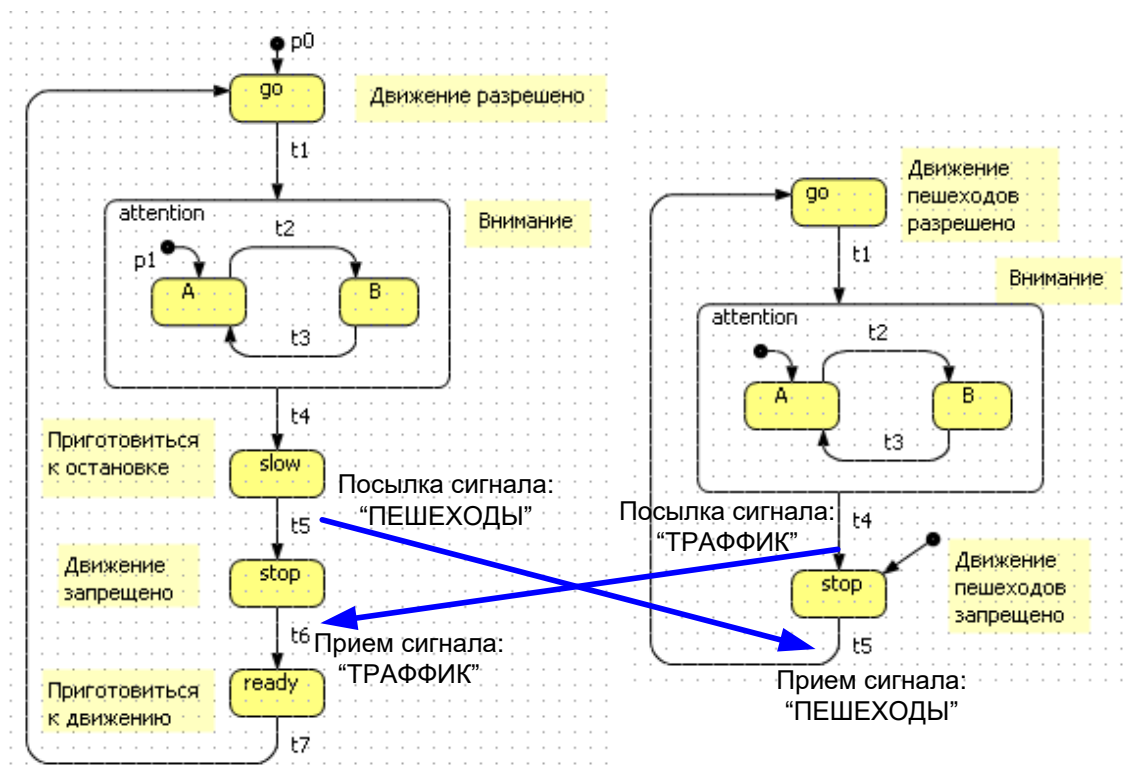 p0
go
Движение разрешено
t1
attention
Внимание
t2
p1
A
B
t3
t4
Приготовиться
к остановке
slow
Посылка сигнала:
“ПЕШЕХОДЫ”
t5
Движение
запрещено
stop
t6
Прием сигнала:
“ТРАФФИК”
ready
Приготовиться
к движению
t7
go
Движение
пешеходов
разрешено
t1
Внимание
attention
t2
A
B
t3
Посылка сигнала:
“ТРАФФИК”
t4
stop
Движение
пешеходов
запрещено
t5
Прием сигнала:
“ПЕШЕХОДЫ”